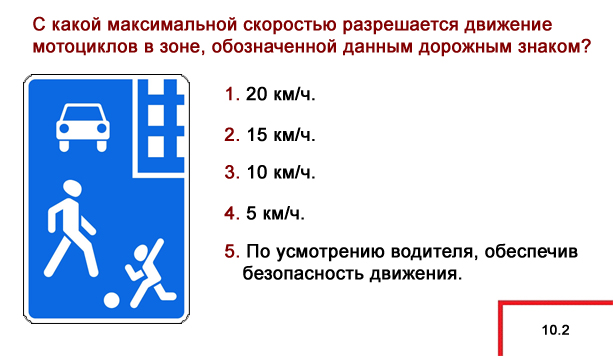 С какой максимальной скоростью разрешается движение
мотоциклов в зоне, обозначенной данным дорожным знаком?
1. 20 км/ч.
2. 15 км/ч.
3. 10 км/ч.
4. 5 км/ч.
5. По усмотрению водителя, обеспечив
безопасность движения.
10.2